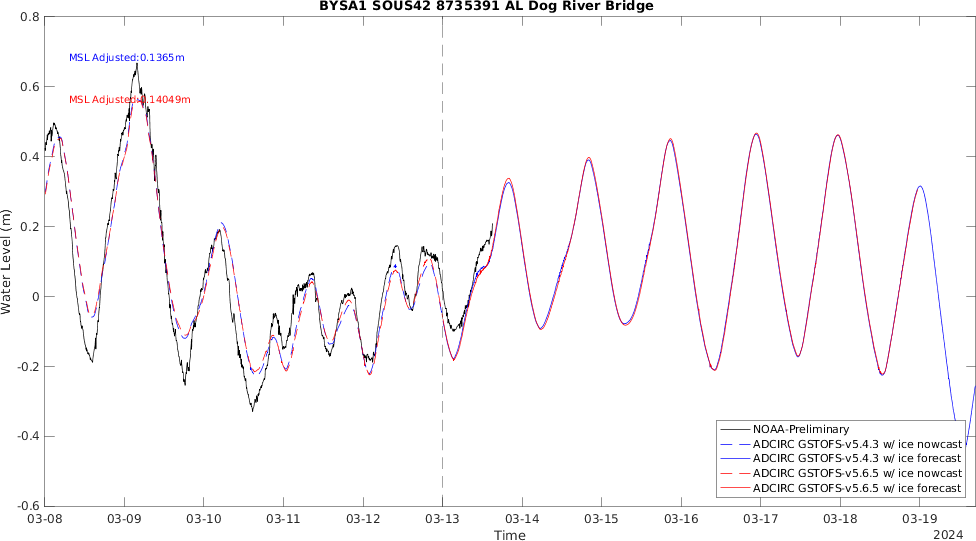 BYSA1 SOUS42 8735391 AL Dog River Bridge
MSL Adjusted:0.1365m
MSL Adjusted:0.14049m
Water Level (m)
0.8
0.6
0.4
0.2
0
-0.2
-0.4
-0.6
NOAA-Preliminary
ADCIRC GSTOFS-v5.4.3 w/ ice nowcast
ADCIRC GSTOFS-v5.4.3 w/ ice forecast
ADCIRC GSTOFS-v5.6.5 w/ ice nowcast
ADCIRC GSTOFS-v5.6.5 w/ ice forecast
03-08 03-09 03-10 03-11 03-12 03-13 03-14 03-15 03-16 03-17 03-18 03-19
Time
2024